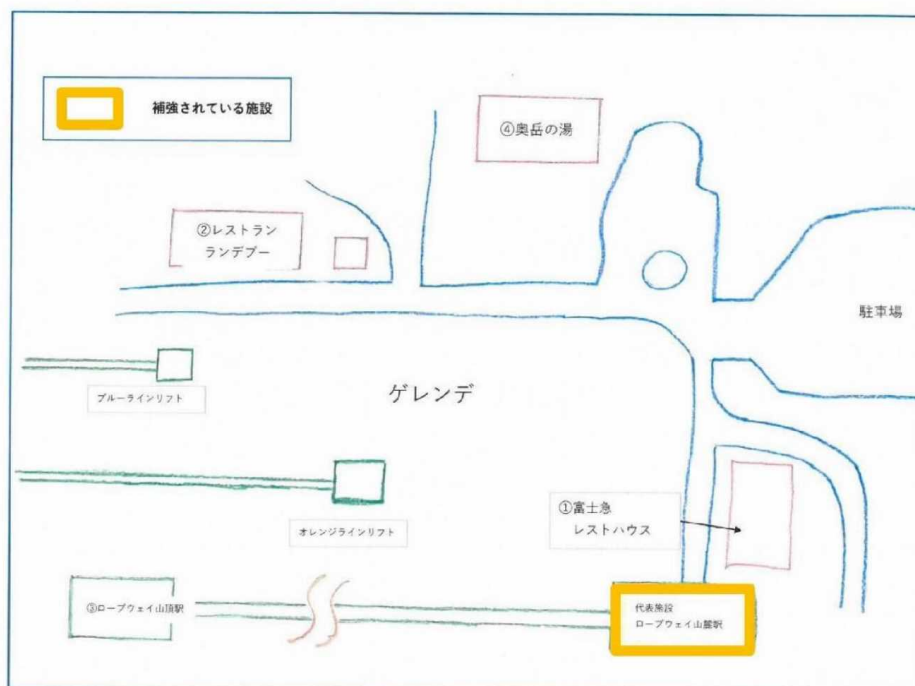 補強されている施設
④奥岳の湯
②レストラン
ランデブー
駐車場
ブルーラインリフト
ゲレンデ
①富士急
レストハウス
オレンジラインリフト
③ロープウェイ山頂駅
代表施設
ロープウェイ山麓駅